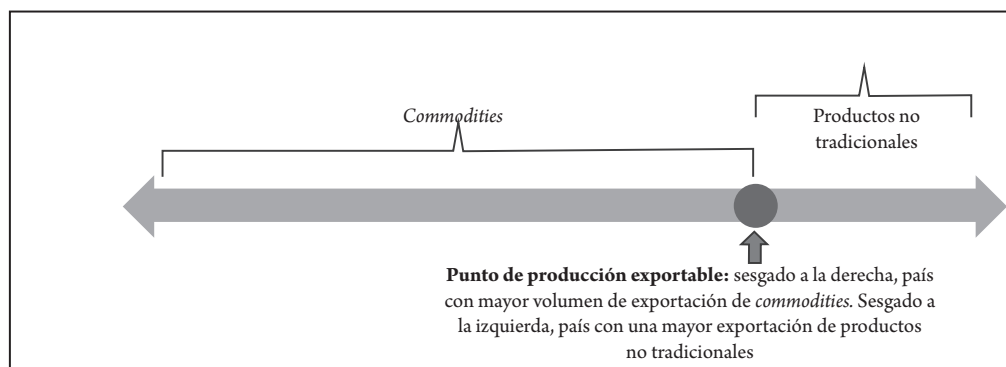 Commodities
Productos no
tradicionales
Punto de producción exportable: sesgado a la derecha, país
con mayor volumen de exportación de commodities. Sesgado a
la izquierda, país con una mayor exportación de productos
no tradicionales